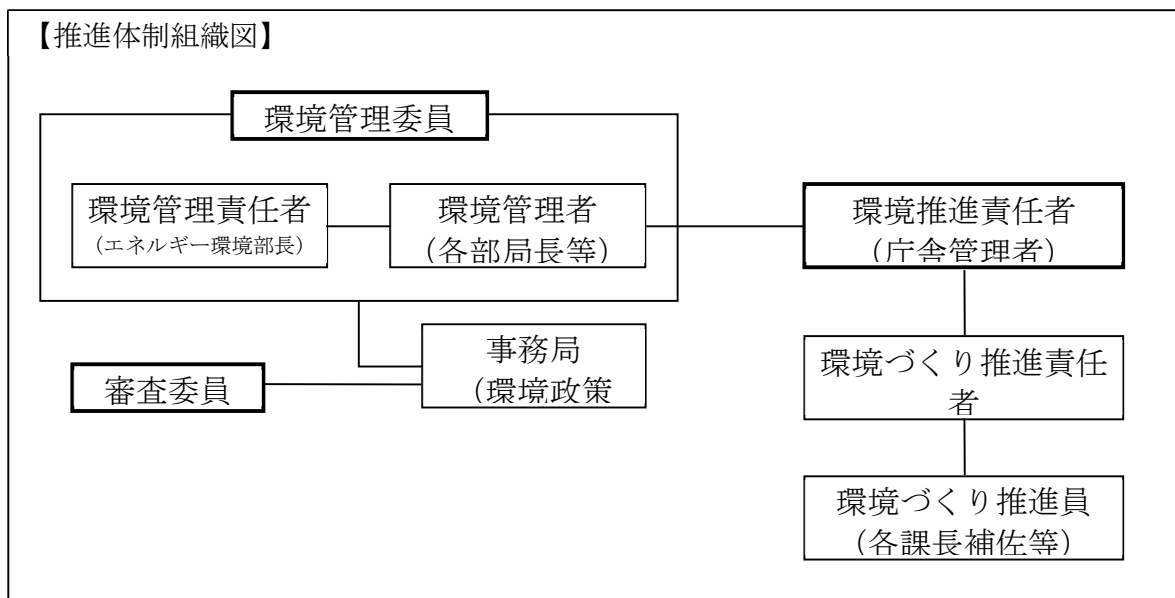 【推進体制組織図】
環境管理委員
環境管理責任者
（エネルギー環境部長）
環境管理者
（各部局長等）
環境推進責任者
（庁舎管理者）
事務局
（環境政策
審査委員
環境づくり推進責任
者
環境づくり推進員
（各課長補佐等）